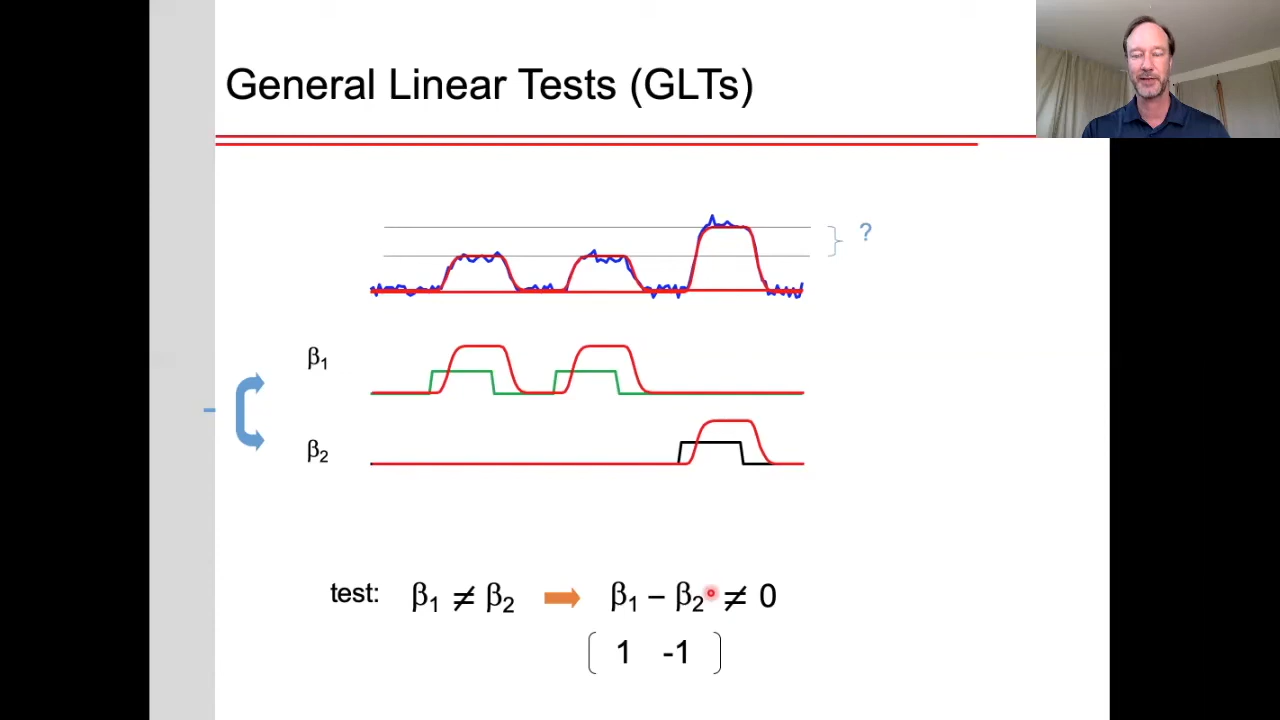 General Linear Tests (GLTs)
?
β1
β2
test: β1 ≠ β2 ➡ β1 – β2 ≠ 0
[ 1 -1 ]